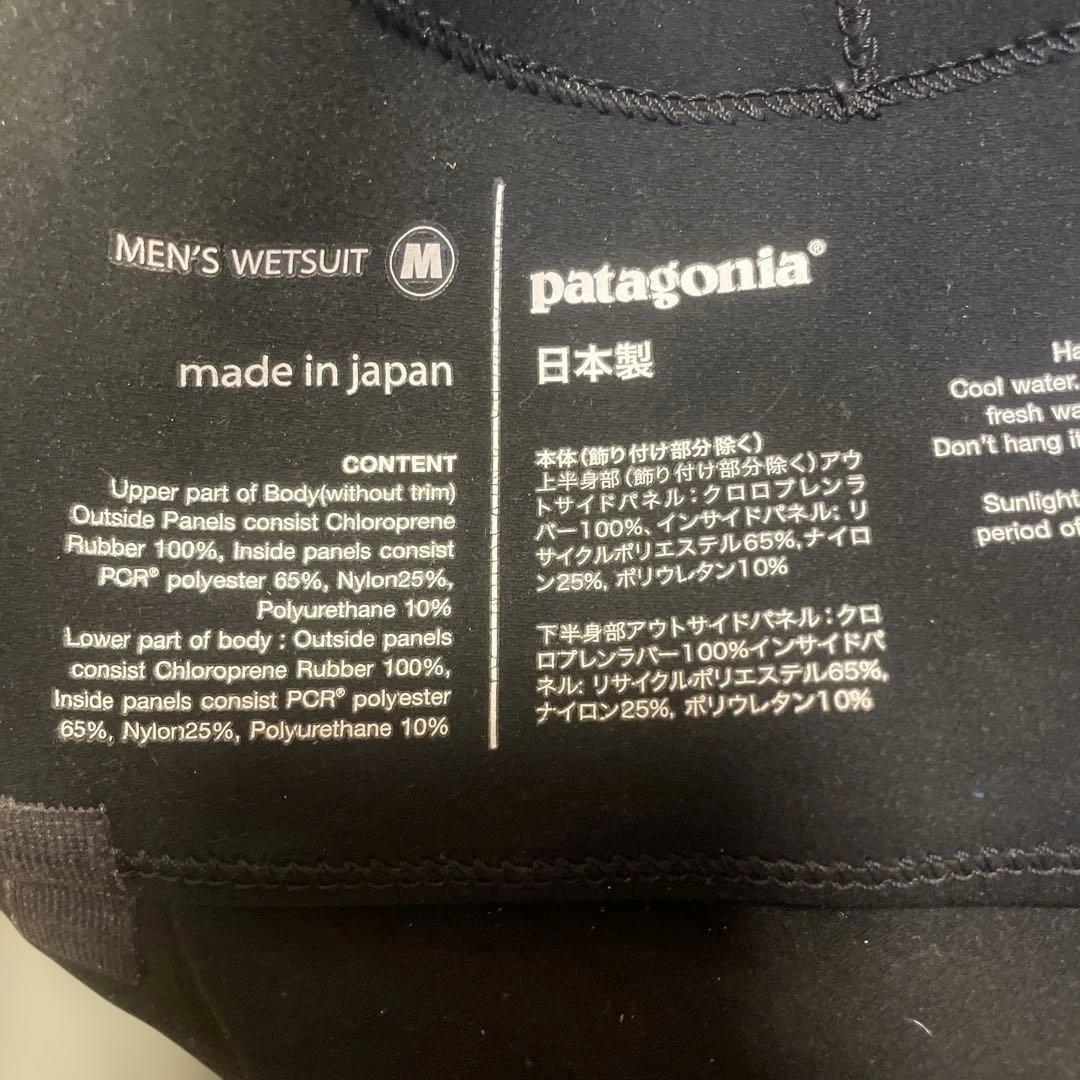 MEN'S WETSUIT M
made in japan
CONTENT
Upper part of Body(without trim)
Outside Panels consist Chloroprene
Rubber 100%, Inside panels consist
PCR® polyester 65%, Nylon25%,
Polyurethane 10%
Lower part of body : Outside panels
consist Chloroprene Rubber 100%,
Inside panels consist PCR® polyester
65%, Nylon25%, Polyurethane 10%
patagonia®
日本製
本体(飾り付け部分除く)
上半身部(飾り付け部分除く)アウ
トサイドパネル:クロロプレンラ
バー100%、インサイドパネル: リ
サイクルポリエステル65%,ナイロ
ン25%, ポリウレタン10%
下半身部アウトサイドパネル:クロ
ロプレンラバー100%インサイドパ
ネル: リサイクルポリエステル65%,
ナイロン25%, ポリウレタン10%
Cool water.
fresh
Don't hang
Sunlight
period of